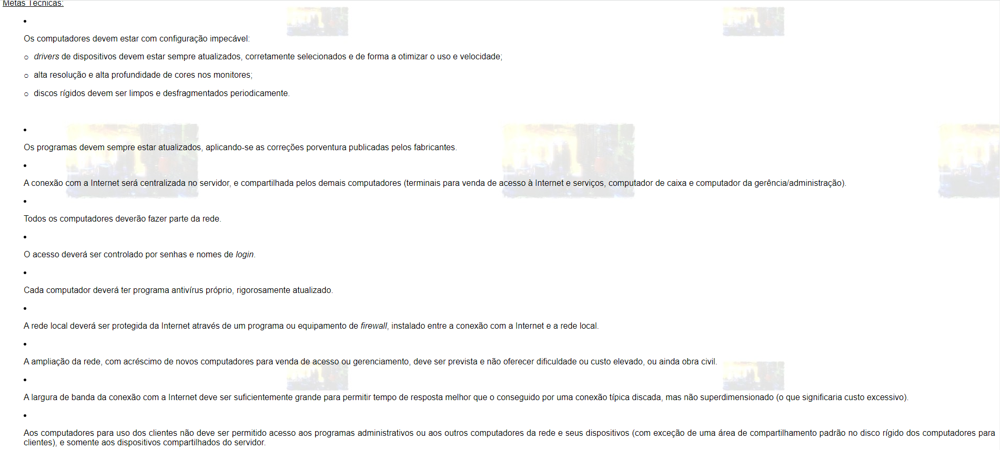 Metas Técnicas:
•
Os computadores devem estar com configuração impecável:
o drivers de dispositivos devem estar sempre atualizados, corretamente selecionados e de forma a otimizar o uso e velocidade;
o alta resolução e alta profundidade de cores nos monitores;
o discos rígidos devem ser limpos e desfragmentados periodicamente.
•
Os programas devem sempre estar atualizados, aplicando-se as correções porventura publicadas pelos fabricantes.
•
A conexão com a Internet será centralizada no servidor, e compartilhada pelos demais computadores (terminais para venda de acesso à Internet e serviços, computador de caixa e computador da gerência/administração).
•
Todos os computadores deverão fazer parte da rede.
•
O acesso deverá ser controlado por senhas e nomes de login.
•
Cada computador deverá ter programa antivírus próprio, rigorosamente atualizado.
•
A rede local deverá ser protegida da Internet através de um programa ou equipamento de firewall, instalado entre a conexão com a Internet e a rede local.
•
A ampliação da rede, com acréscimo de novos computadores para venda de acesso ou gerenciamento, deve ser prevista e não oferecer dificuldade ou custo elevado, ou ainda obra civil.
•
A largura de banda da conexão com a Internet deve ser suficientemente grande para permitir tempo de resposta melhor que o conseguido por uma conexão típica discada, mas não superdimensionado (o que significaria custo excessivo).
•
Aos computadores para uso dos clientes não deve ser permitido acesso aos programas administrativos ou aos outros computadores da rede e seus dispositivos (com exceção de uma área de compartilhamento padrão no disco rígido dos computadores para
clientes), e somente aos dispositivos compartilhados do servidor.